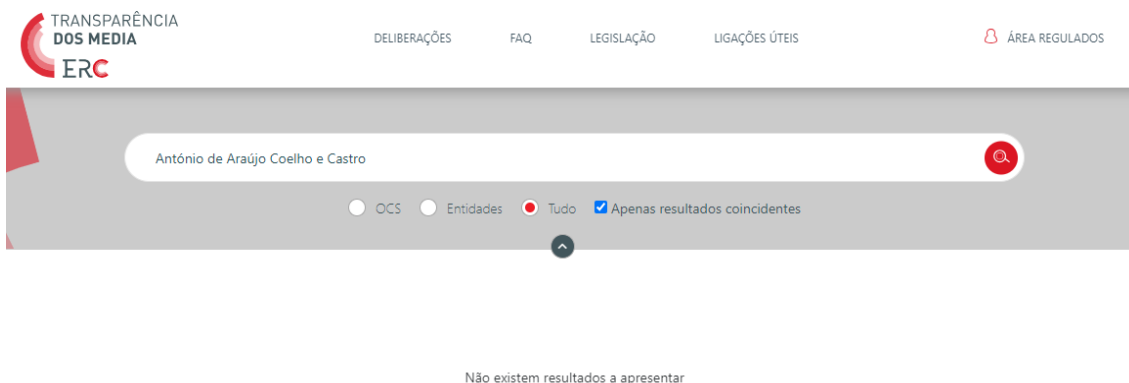 TRANSPARÊNCIA
DOS MEDIA
ERC
DELIBERAÇÕES FAQ LEGISLAÇÃO LIGAÇÕES ÚTEIS ÁREA REGULADOS
António de Araújo Coelho e Castro
OCS Entidades Tudo Apenas resultados coincidentes
Não existem resultados a apresentar